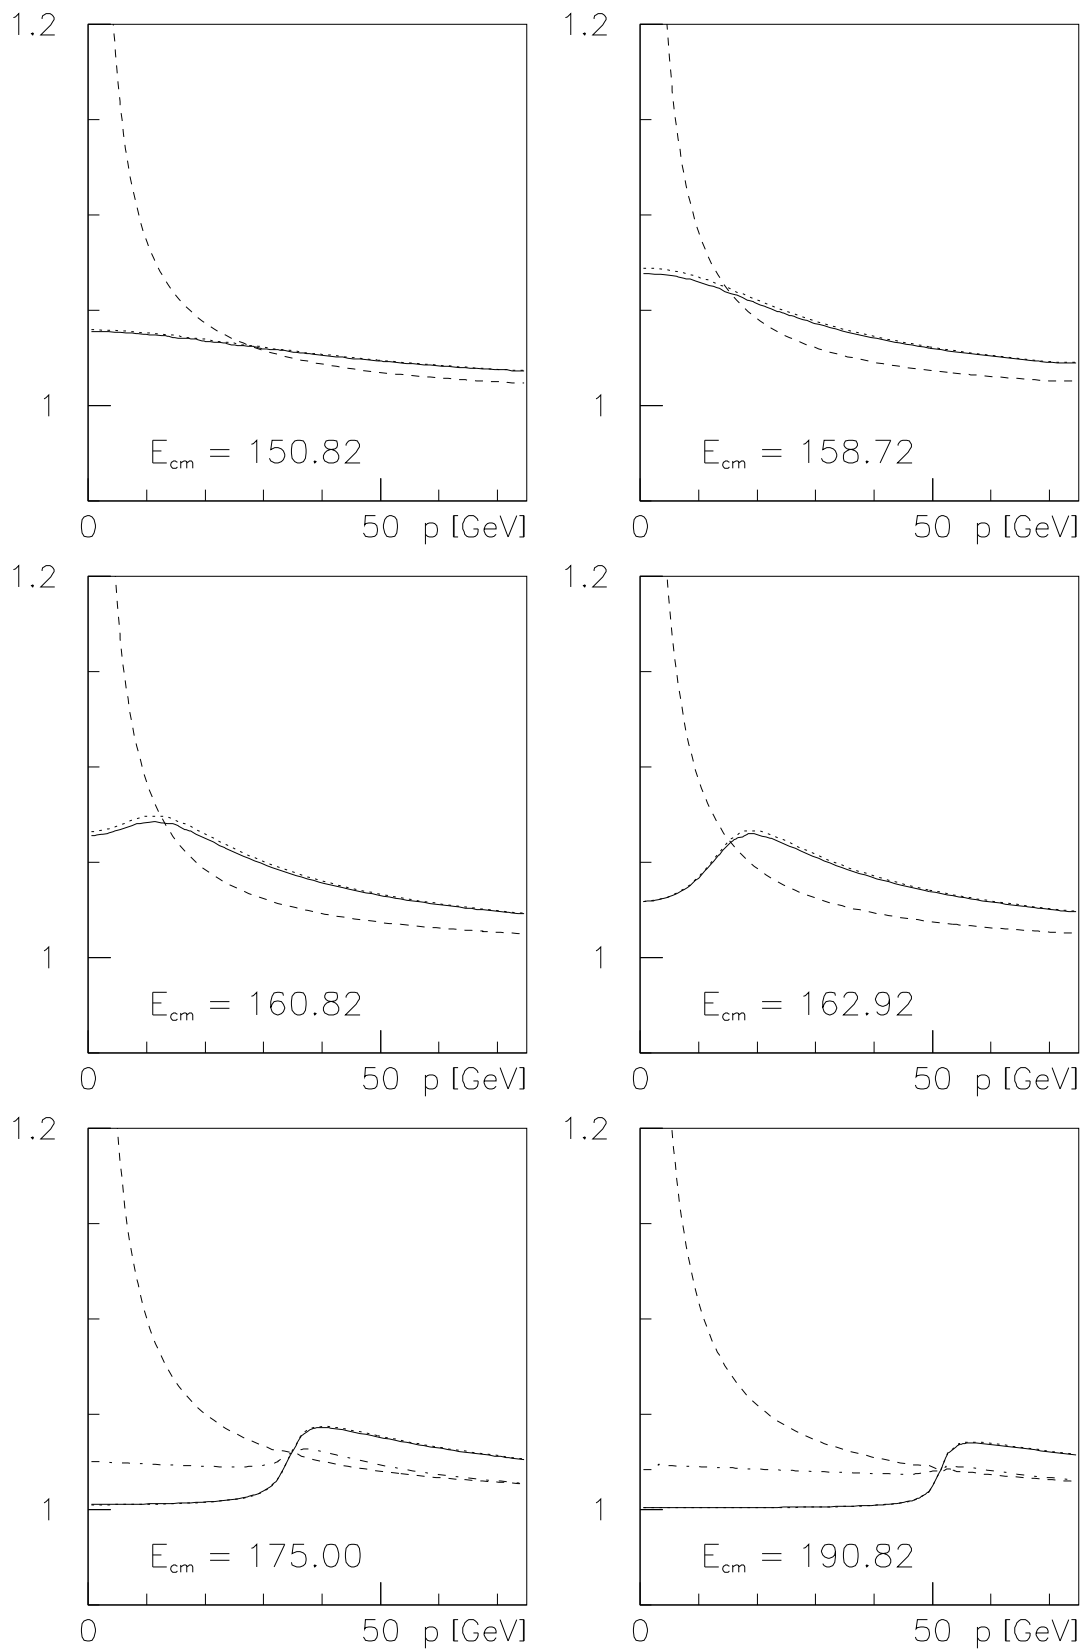 1.2
1
E_cm = 150.82
0 50 p [GeV]
1.2
1
E_cm = 158.72
0 50 p [GeV]
1.2
1
E_cm = 160.82
0 50 p [GeV]
1.2
1
E_cm = 162.92
0 50 p [GeV]
1.2
1
E_cm = 175.00
0 50 p [GeV]
1.2
1
E_cm = 190.82
0 50 p [GeV]